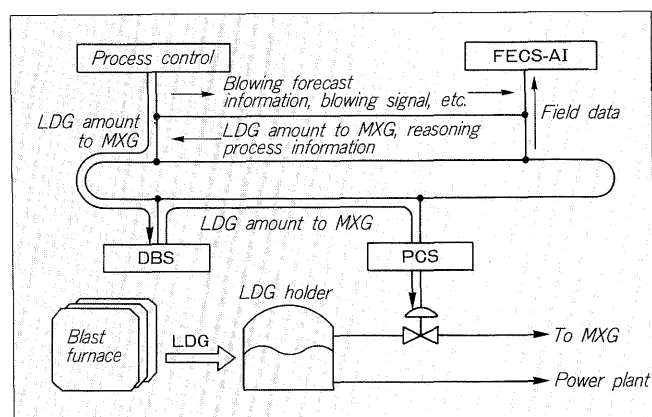 Process control
FECS-AI
Blowing forecast
information, blowing signal, etc.
Field data
LDG amount
to MXG
LDG amount to MXG, reasoning
process information
LDG amount to MXG
DBS
PCS
LDG holder
Blast
furnace
LDG
To MXG
Power plant